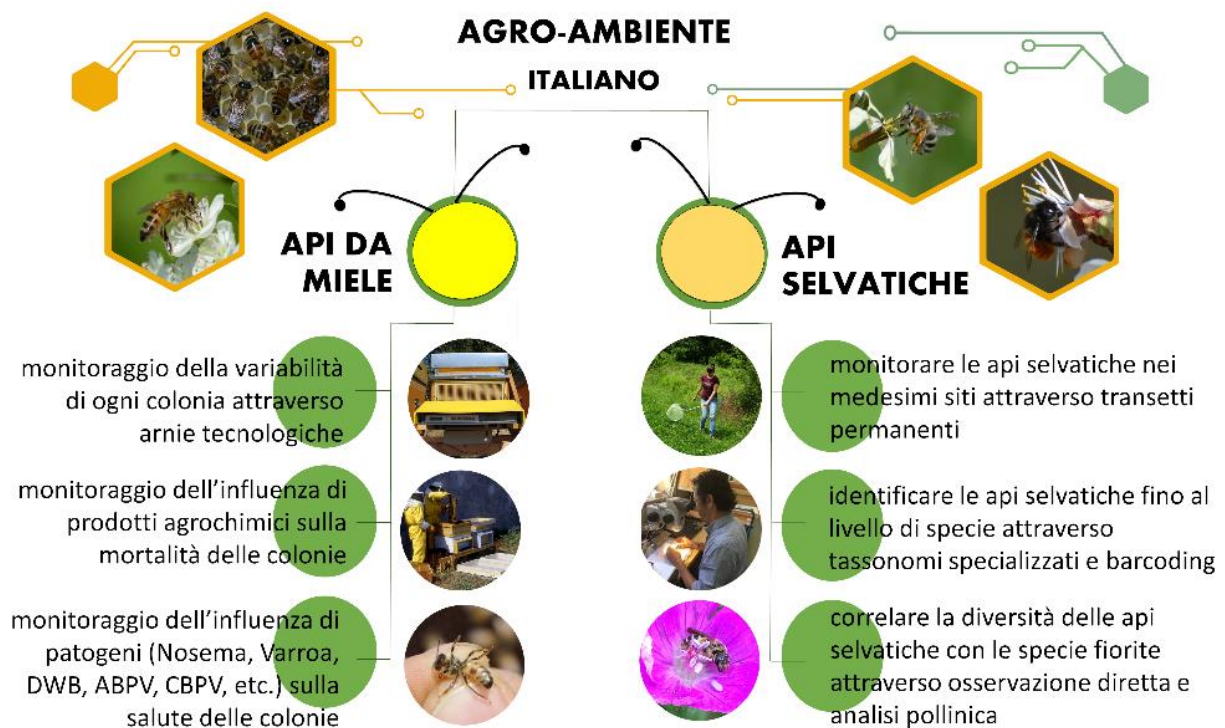 AGRO-AMBIENTE
ITALIANO
API DA
MIELE
monitoraggio della variabilità
di ogni colonia attraverso
arnie tecnologiche
monitoraggio dell'influenza di
prodotti agrochimici sulla
mortalità delle colonie
monitoraggio dell'influenza di
patogeni (Nosema, Varroa,
DWB, ABPV, CBPV, etc.) sulla
salute delle colonie
API
SELVATICHE
monitorare le api selvatiche nei
medesimi siti attraverso transetti
permanenti
identificare le api selvatiche fino al
livello di specie attraverso
tassonomi specializzati e barcoding
correlare la diversità delle api
selvatiche con le specie fiorite
attraverso osservazione diretta e
analisi pollinica